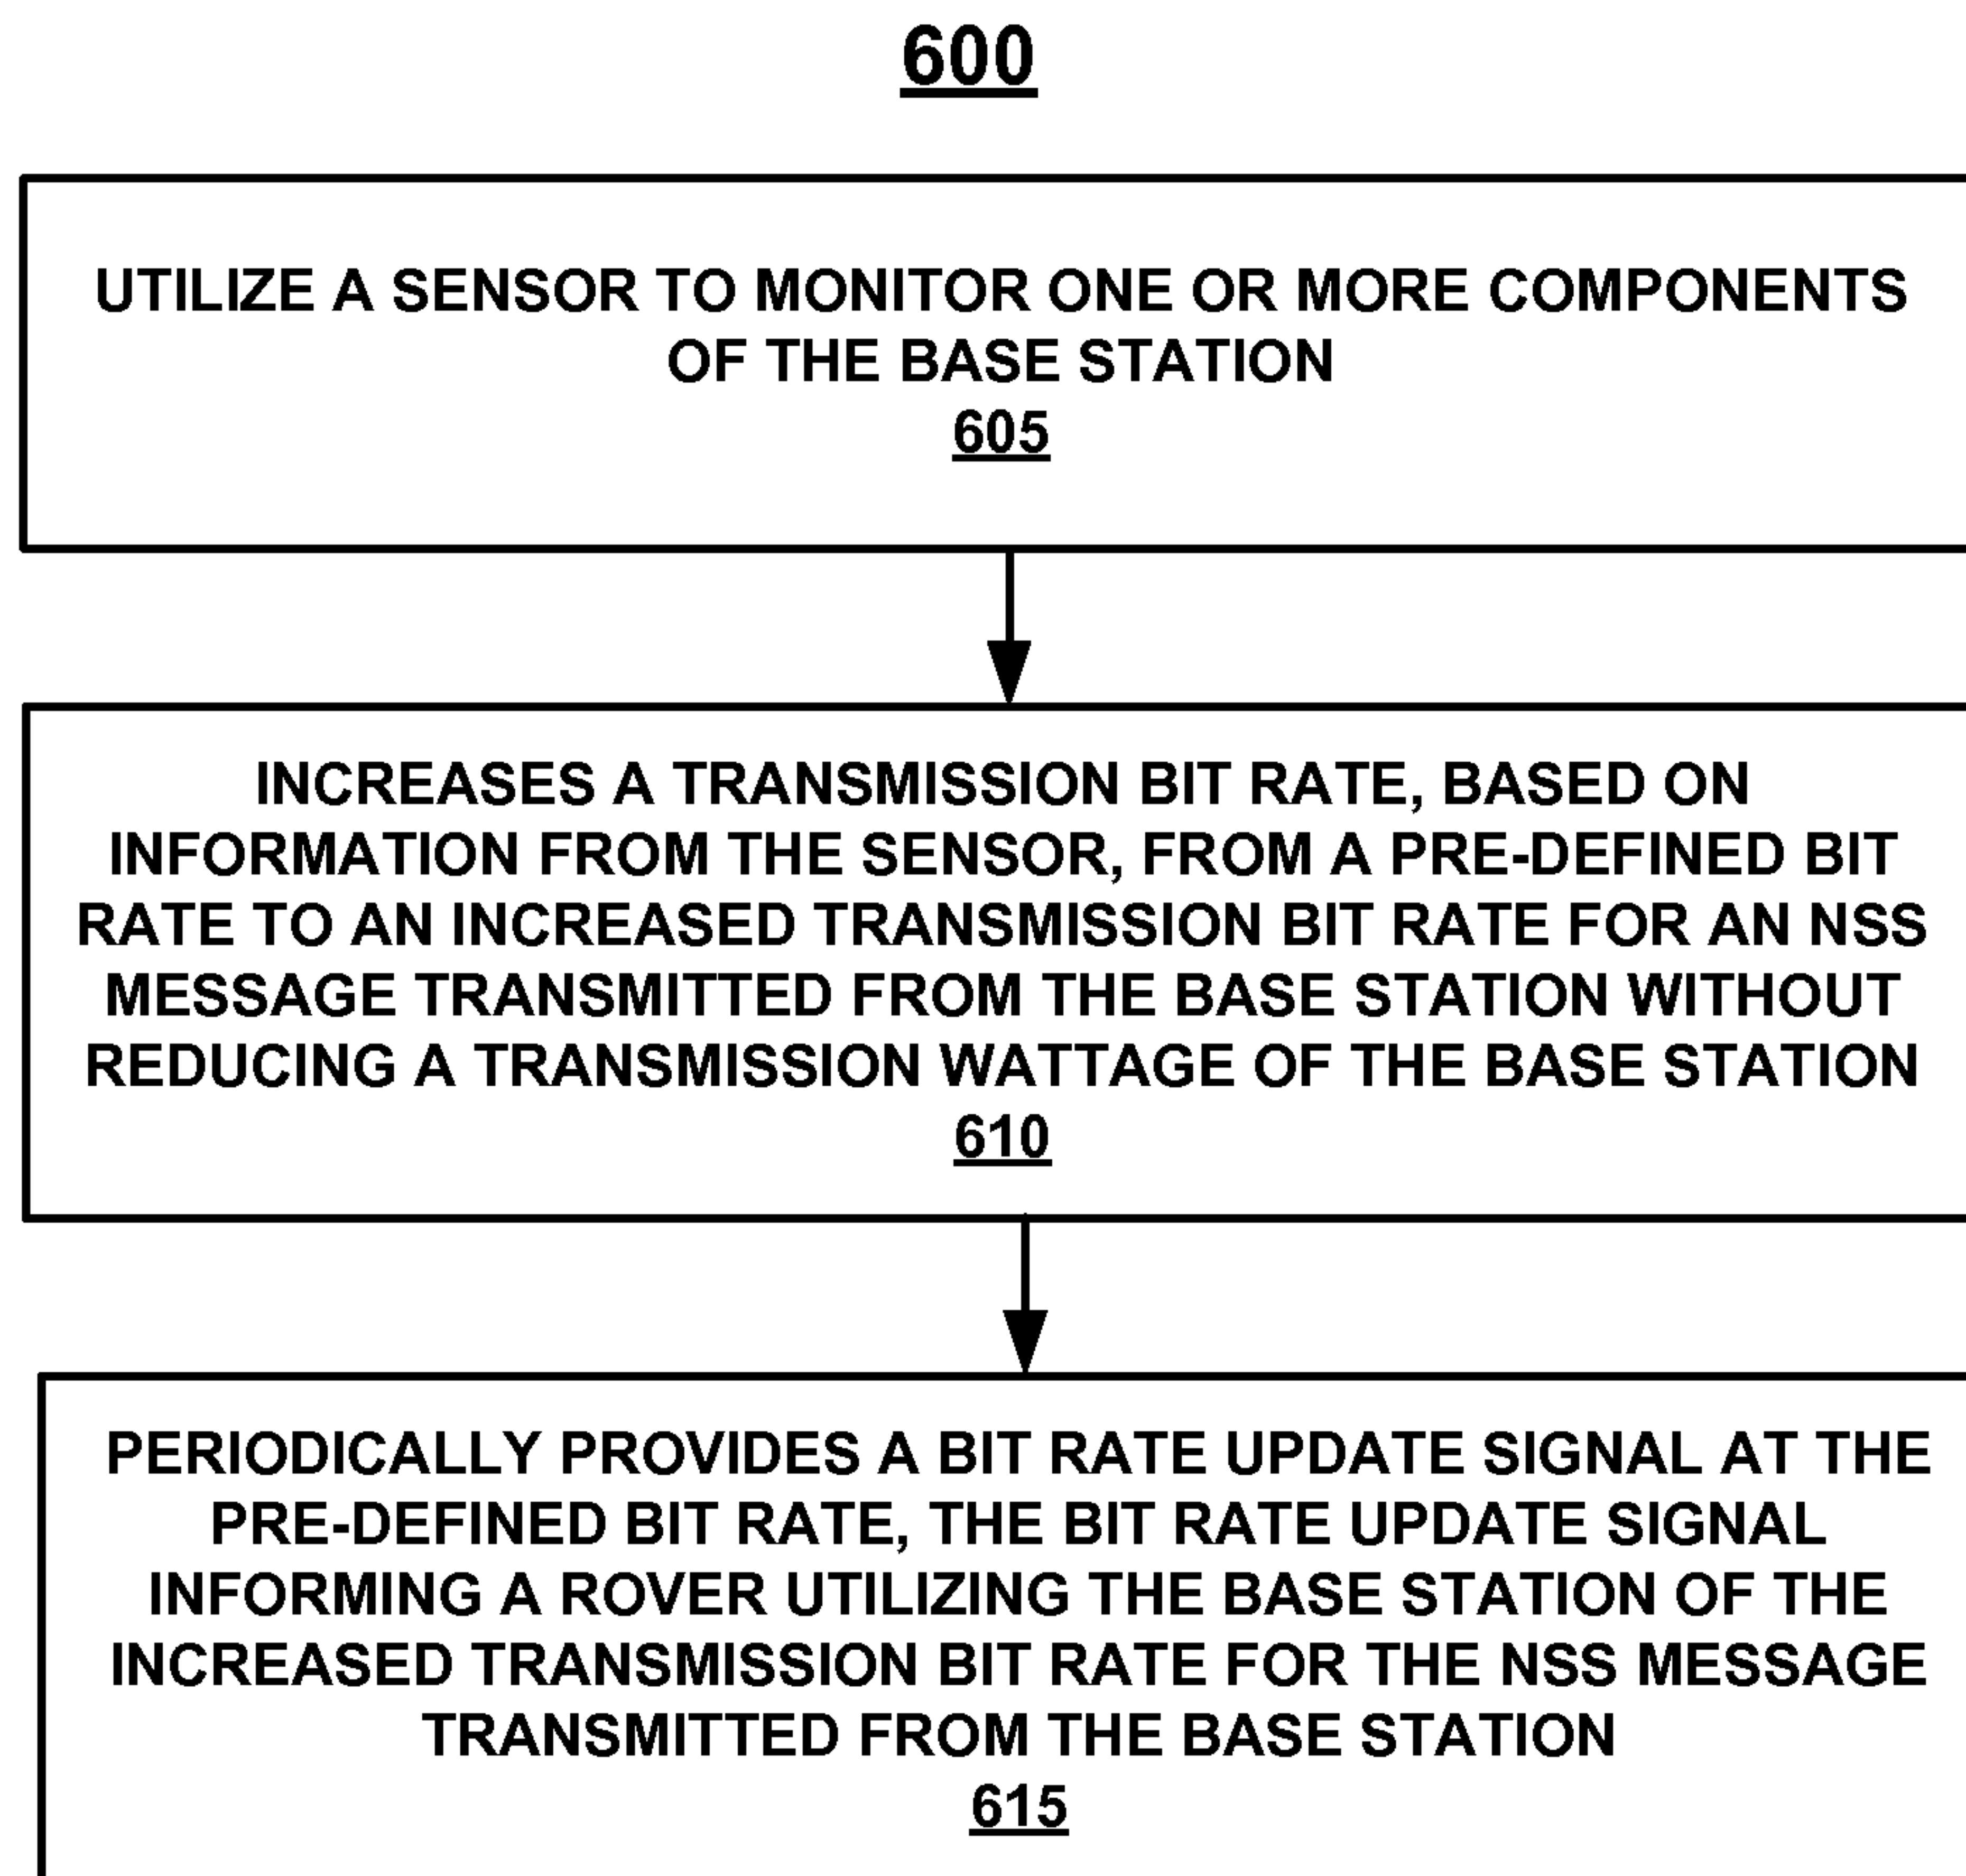 600
UTILIZE A SENSOR TO MONITOR ONE OR MORE COMPONENTS
OF THE BASE STATION
605
INCREASES A TRANSMISSION BIT RATE, BASED ON
INFORMATION FROM THE SENSOR, FROM A PRE-DEFINED BIT
RATE TO AN INCREASED TRANSMISSION BIT RATE FOR AN NSS
MESSAGE TRANSMITTED FROM THE BASE STATION WITHOUT
REDUCING A TRANSMISSION WATTAGE OF THE BASE STATION
610
PERIODICALLY PROVIDES A BIT RATE UPDATE SIGNAL AT THE
PRE-DEFINED BIT RATE, THE BIT RATE UPDATE SIGNAL
INFORMING A ROVER UTILIZING THE BASE STATION OF THE
INCREASED TRANSMISSION BIT RATE FOR THE NSS MESSAGE
TRANSMITTED FROM THE BASE STATION
615